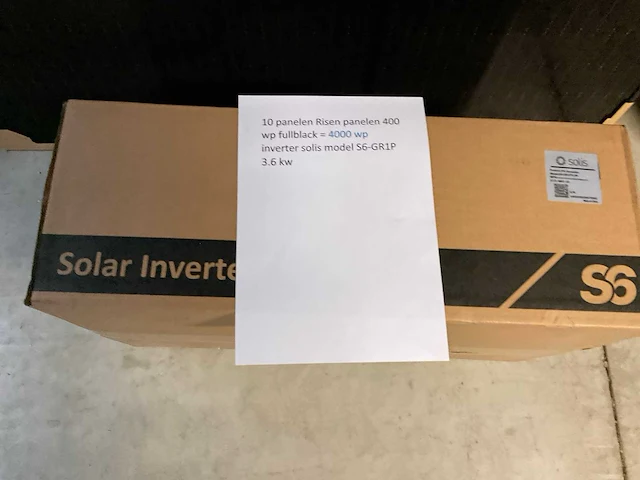 10 panelen Risen panelen 400
wp fullblack = 4000 wp
inverter solis model S6-GR1P
3.6 kw
solis
Solar Inverte
S6